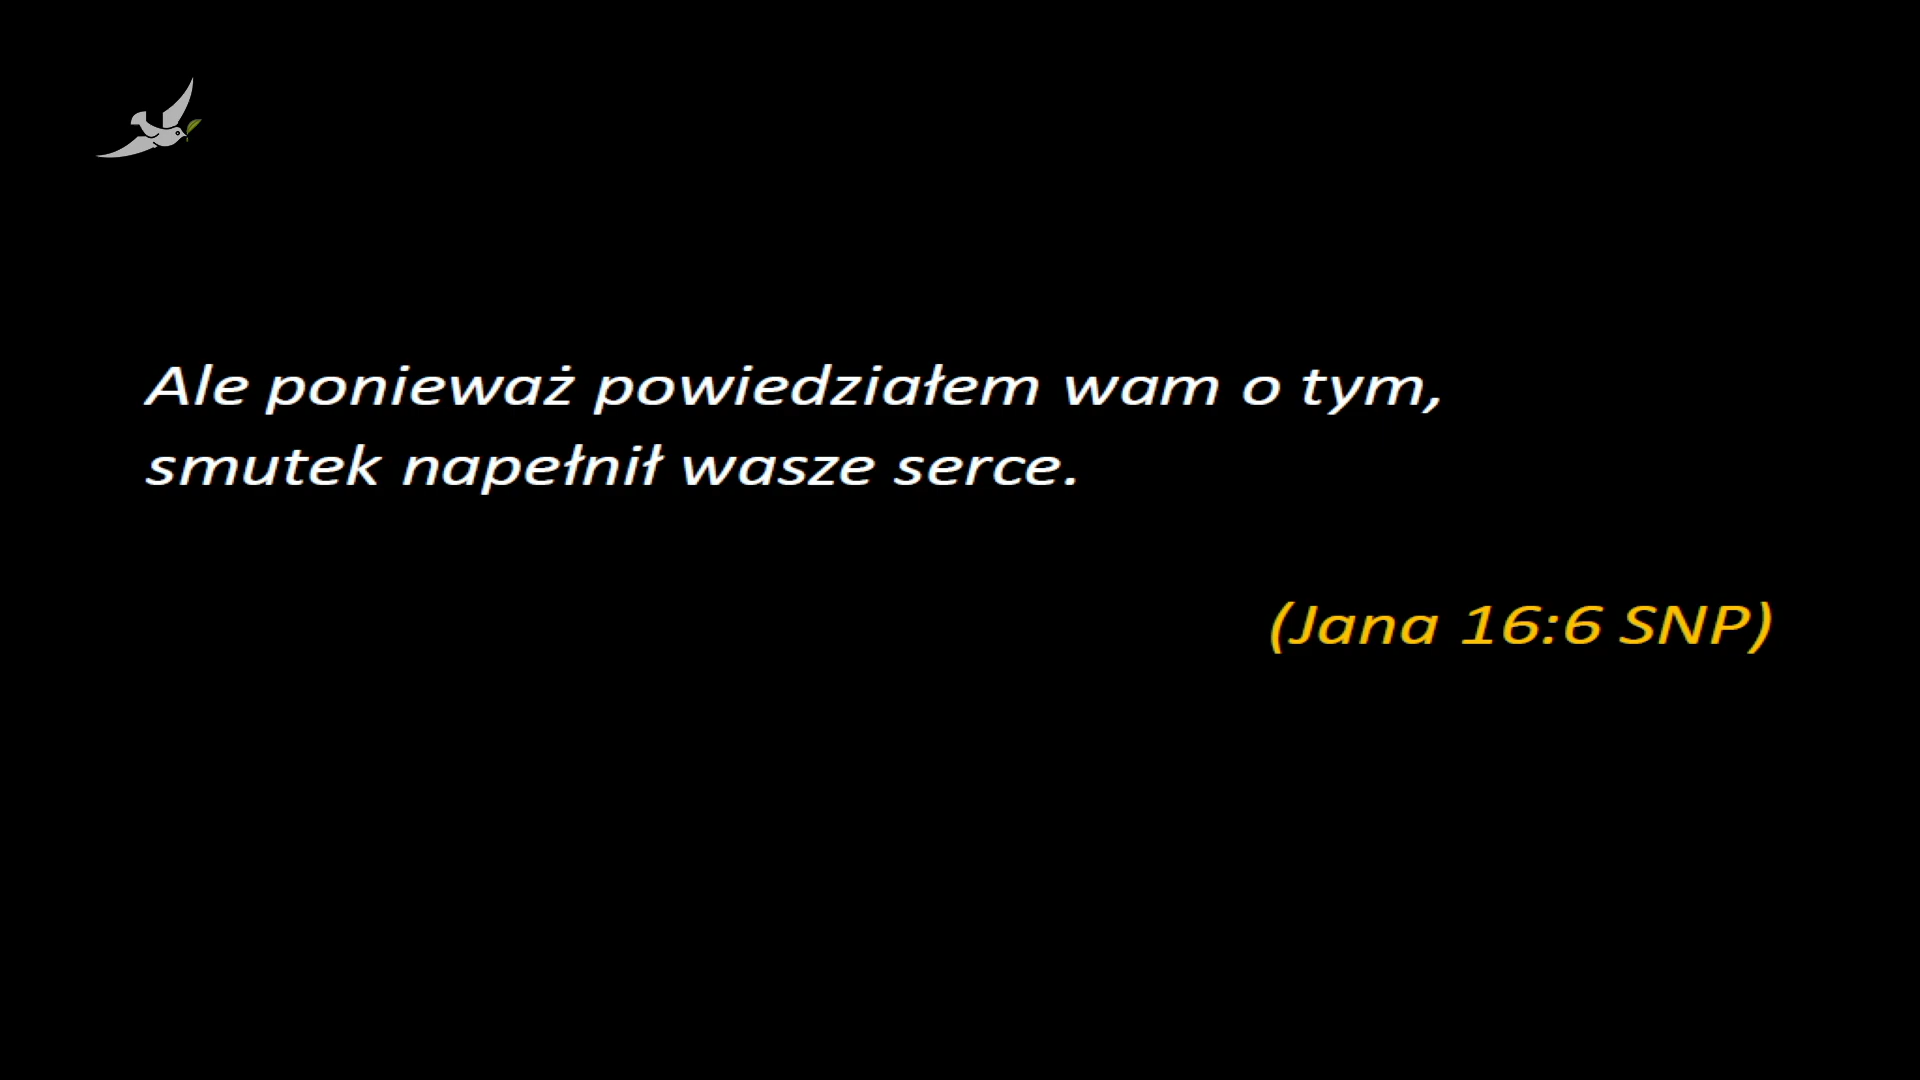 Ale ponieważ powiedziałem wam o tym,
smutek napełnił wasze serce.
(Jana 16:6 SNP)